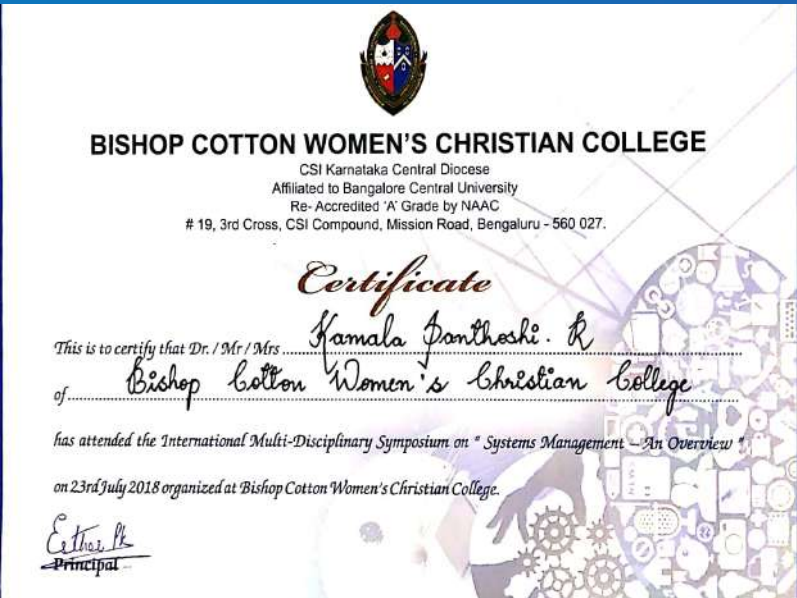 BISHOP COTTON WOMEN'S CHRISTIAN COLLEGE
CSI Karnataka Central Diocese
Affiliated to Bangalore Central University
Re- Accredited 'A' Grade by NAAC
# 19, 3rd Cross, CSI Compound, Mission Road, Bengaluru - 560 027.
Certificate
This is to certify that Dr. / Mr / Mrs ..... Kamala Santhoshi. R
of ..... Bishop Cotton Women's Christian College
has attended the International Multi-Disciplinary Symposium on " Systems Management – An Overview "
on 23rd July 2018 organized at Bishop Cotton Women's Christian College.
Principal